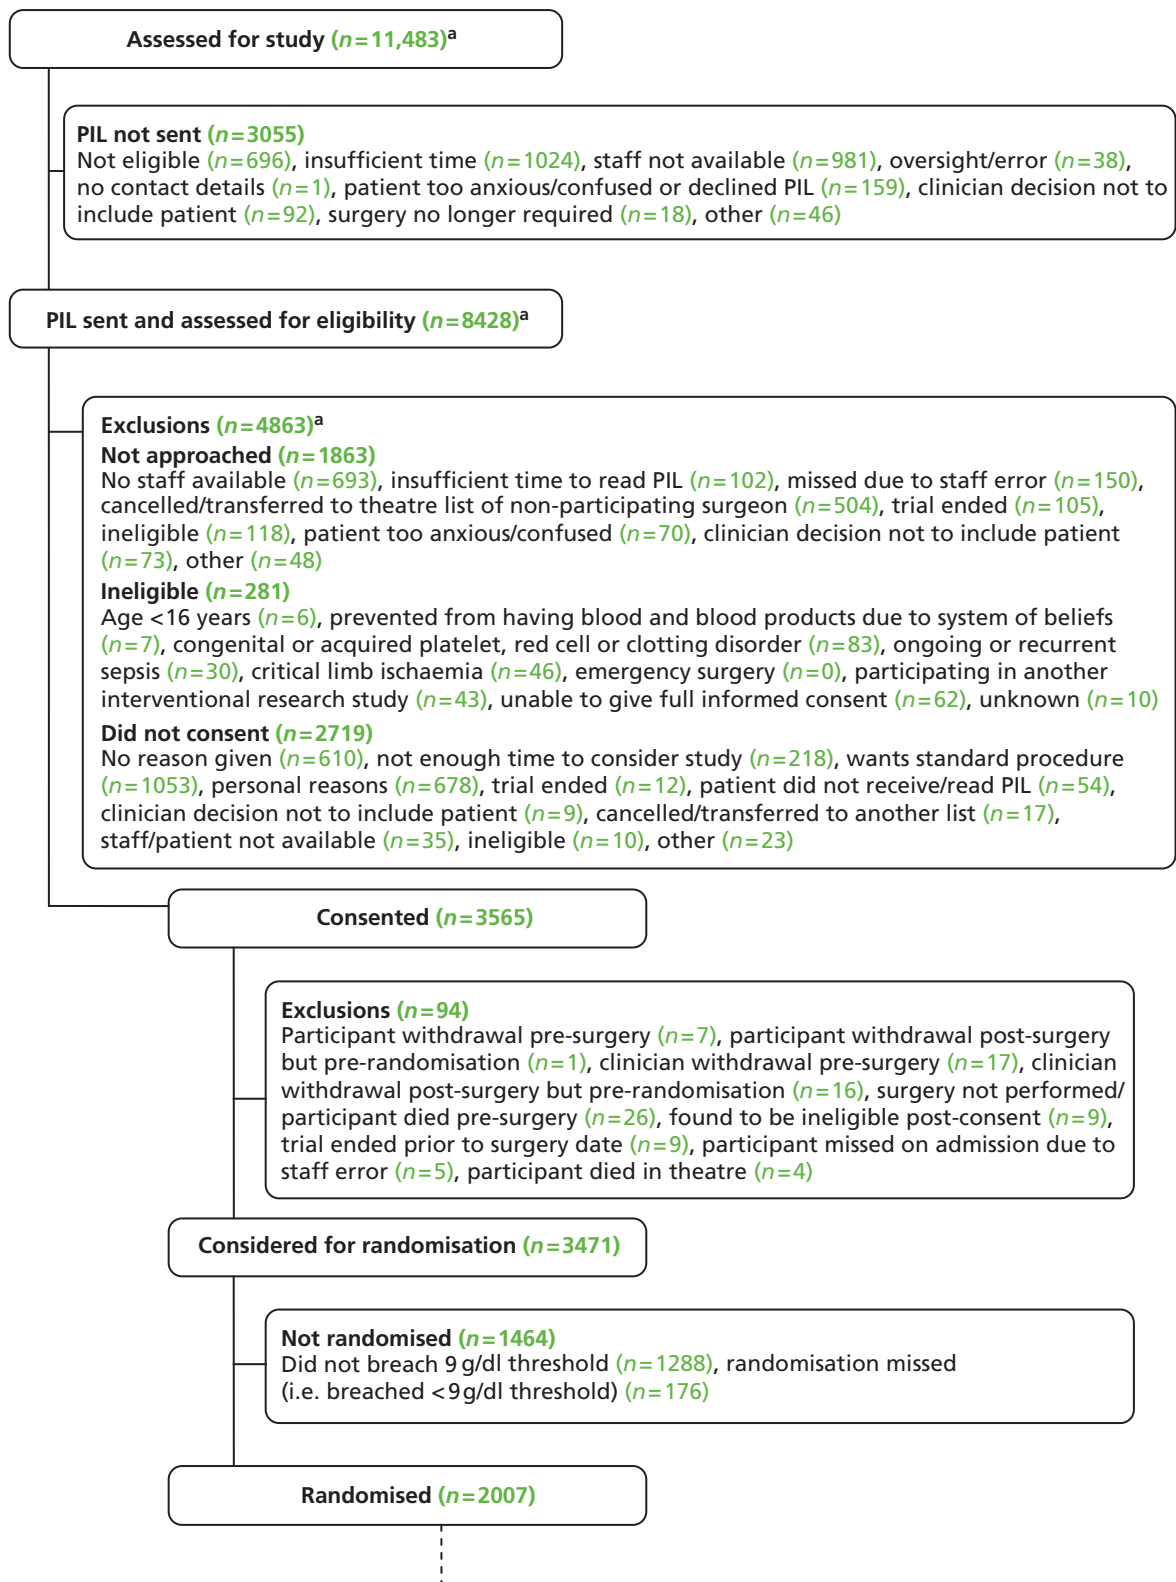 Assessed for study (n=11,483)a
PIL not sent (n=3055)
Not eligible (n=696), insufficient time (n=1024), staff not available (n=981), oversight/error (n=38),
no contact details (n=1), patient too anxious/confused or declined PIL (n=159), clinician decision not to
include patient (n=92), surgery no longer required (n=18), other (n=46)
PIL sent and assessed for eligibility (n=8428)a
Exclusions (n=4863)a
Not approached (n=1863)
No staff available (n=693), insufficient time to read PIL (n=102), missed due to staff error (n=150),
cancelled/transferred to theatre list of non-participating surgeon (n=504), trial ended (n=105),
ineligible (n=118), patient too anxious/confused (n=70), clinician decision not to include patient
(n=73), other (n=48)
Ineligible (n=281)
Age <16 years (n=6), prevented from having blood and blood products due to system of beliefs
(n=7), congenital or acquired platelet, red cell or clotting disorder (n=83), ongoing or recurrent
sepsis (n=30), critical limb ischaemia (n=46), emergency surgery (n=0), participating in another
interventional research study (n=43), unable to give full informed consent (n=62), unknown (n=10)
Did not consent (n=2719)
No reason given (n=610), not enough time to consider study (n=218), wants standard procedure
(n=1053), personal reasons (n=678), trial ended (n=12), patient did not receive/read PIL (n=54),
clinician decision not to include patient (n=9), cancelled/transferred to another list (n=17),
staff/patient not available (n=35), ineligible (n=10), other (n=23)
Consented (n=3565)
Exclusions (n=94)
Participant withdrawal pre-surgery (n=7), participant withdrawal post-surgery
but pre-randomisation (n=1), clinician withdrawal pre-surgery (n=17), clinician
withdrawal post-surgery but pre-randomisation (n=16), surgery not performed/
participant died pre-surgery (n=26), found to be ineligible post-consent (n=9),
trial ended prior to surgery date (n=9), participant missed on admission due to
staff error (n=5), participant died in theatre (n=4)
Considered for randomisation (n=3471)
Not randomised (n=1464)
Did not breach 9 g/dl threshold (n=1288), randomisation missed
(i.e. breached <9 g/dl threshold) (n=176)
Randomised (n=2007)